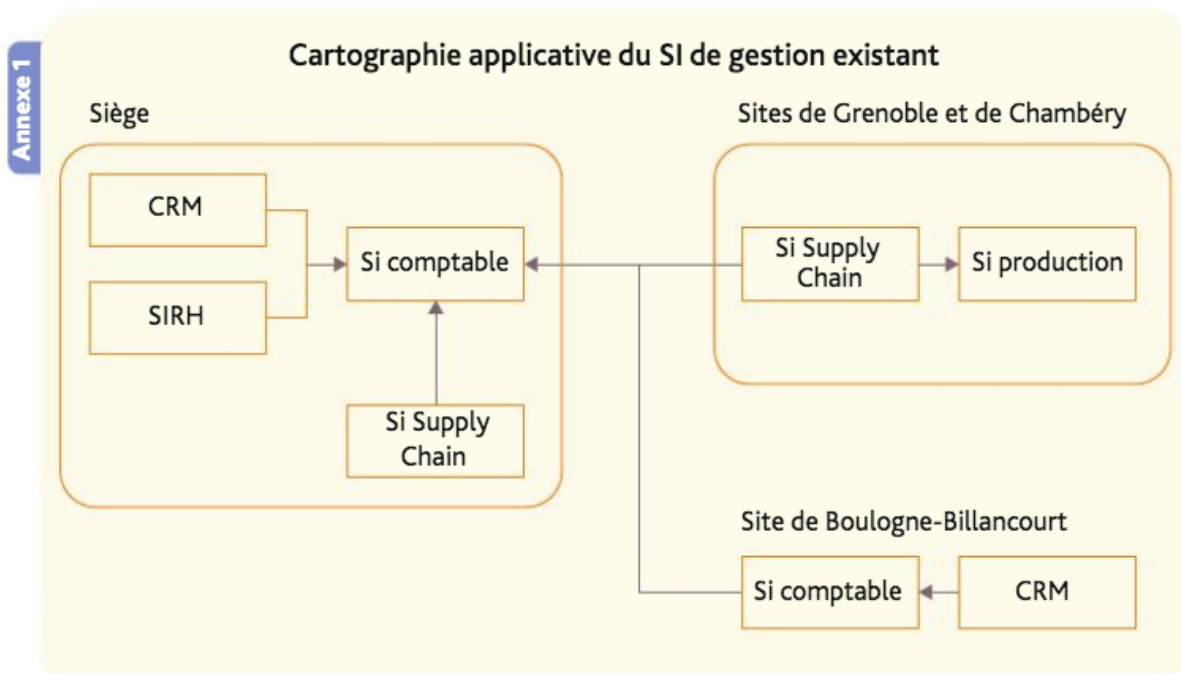 Annexe 1
Cartographie applicative du SI de gestion existant
Siège
CRM
SIRH
Si comptable
Si Supply
Chain
Sites de Grenoble et de Chambéry
Si Supply
Chain
Si production
Site de Boulogne-Billancourt
Si comptable
CRM